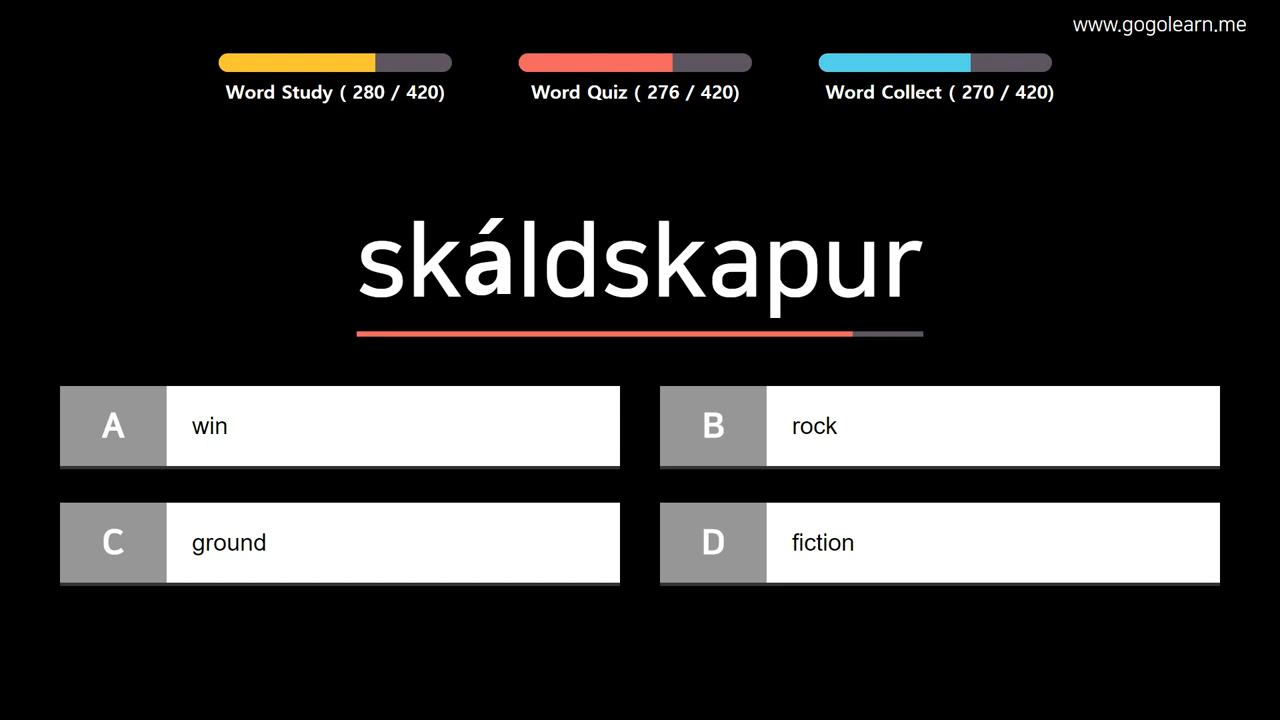 www.gogolearn.me
Word Study ( 280 / 420)
Word Quiz ( 276 / 420)
Word Collect ( 270 / 420)
skáldskapur
A win
B rock
C ground
D fiction